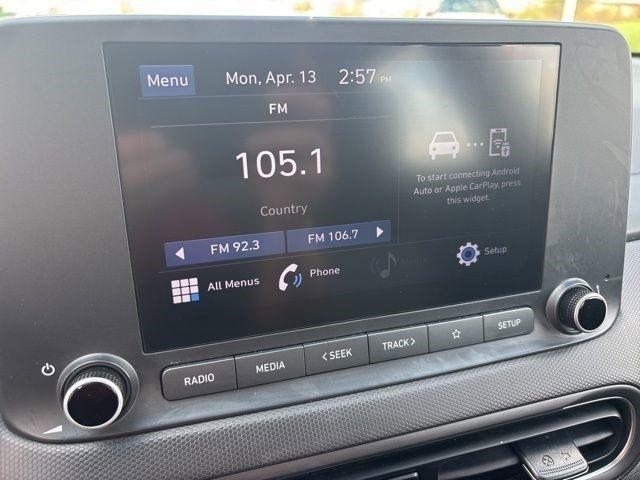 Menu Mon, Apr. 13 2:57 PM
FM
105.1
Country
FM 92.3 FM 106.7
To start connecting Android
Auto or Apple CarPlay, press
this widget.
All Menus Phone Media Setup
RADIO MEDIA < SEEK TRACK > SETUP